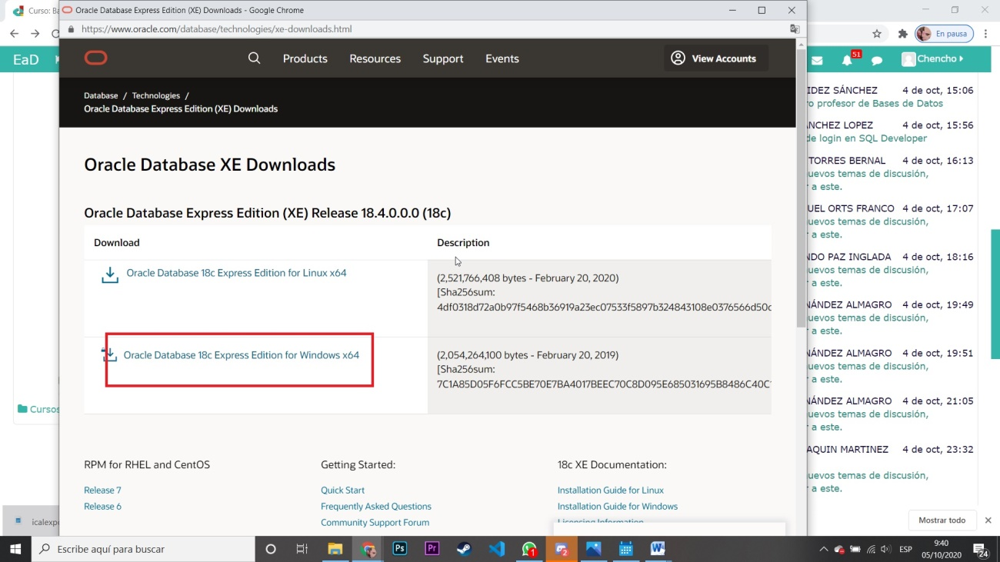 Curso: Ba
Oracle Database Express Edition (XE) Downloads - Google Chrome
https://www.oracle.com/database/technologies/xe-downloads.html
En pausa
EaD
Products
Resources
Support
Events
View Accounts
51
Chencho
Database / Technologies /
Oracle Database Express Edition (XE) Downloads
Oracle Database XE Downloads
Oracle Database Express Edition (XE) Release 18.4.0.0.0 (18c)
Download
Description
Oracle Database 18c Express Edition for Linux x64
(2,521,766,408 bytes - February 20, 2020)
[Sha256sum:
4df0318d72a0b97f5468b36919a23ec07533f5897b324843108e0376566d50c
Oracle Database 18c Express Edition for Windows x64
(2,054,264,100 bytes - February 20, 2019)
[Sha256sum:
7C1A85D05F6FCC5BE70E7BA4017BEEC70C8D095E685031695B8486C40C
RPM for RHEL and CentOS
Release 7
Release 6
Getting Started:
Quick Start
Frequently Asked Questions
Community Support Forum
18c XE Documentation:
Installation Guide for Linux
Installation Guide for Windows
Licensing Information
IDEZ SÁNCHEZ 4 de oct, 15:06
ro profesor de Bases de Datos
NCHEZ LOPEZ 4 de oct, 15:56
de login en SQL Developer
TORRES BERNAL 4 de oct, 16:13
uevos temas de discusión,
r a este.
UEL ORTS FRANCO 4 de oct, 17:07
uevos temas de discusión,
r a este.
NDO PAZ INGLADA 4 de oct, 18:16
uevos temas de discusión,
r a este.
NÁNDEZ ALMAGRO 4 de oct, 19:49
uevos temas de discusión,
r a este.
NÁNDEZ ALMAGRO 4 de oct, 19:51
uevos temas de discusión,
r a este.
NÁNDEZ ALMAGRO 4 de oct, 21:05
uevos temas de discusión,
r a este.
AQUIN MARTINEZ 4 de oct, 23:32
uevos temas de discusión,
r a este.
Cursos
icalexpo
Mostrar todo
Escribe aquí para buscar
Ps
Pr
1
2
W
ESP
9:40
05/10/2020
24